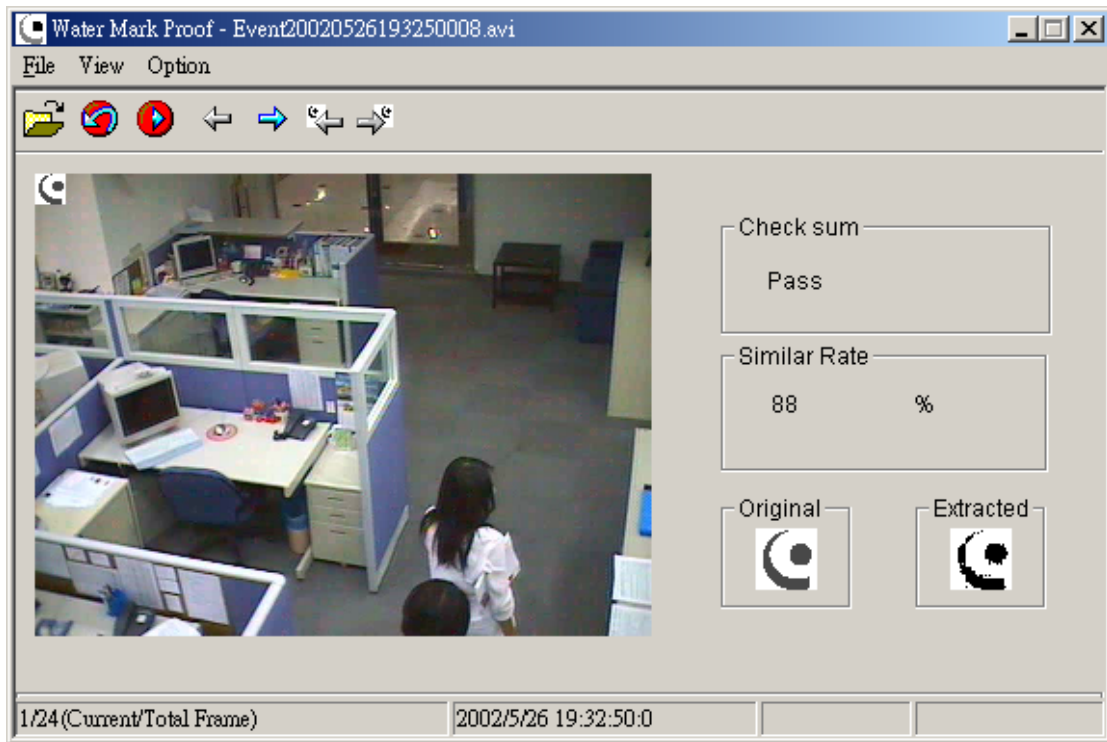 Water Mark Proof - Event20020526193250008.avi
File View Option
Check sum
Pass
Similar Rate
88 %
Original
Extracted
1/24(Current/Total Frame)
2002/5/26 19:32:50:0